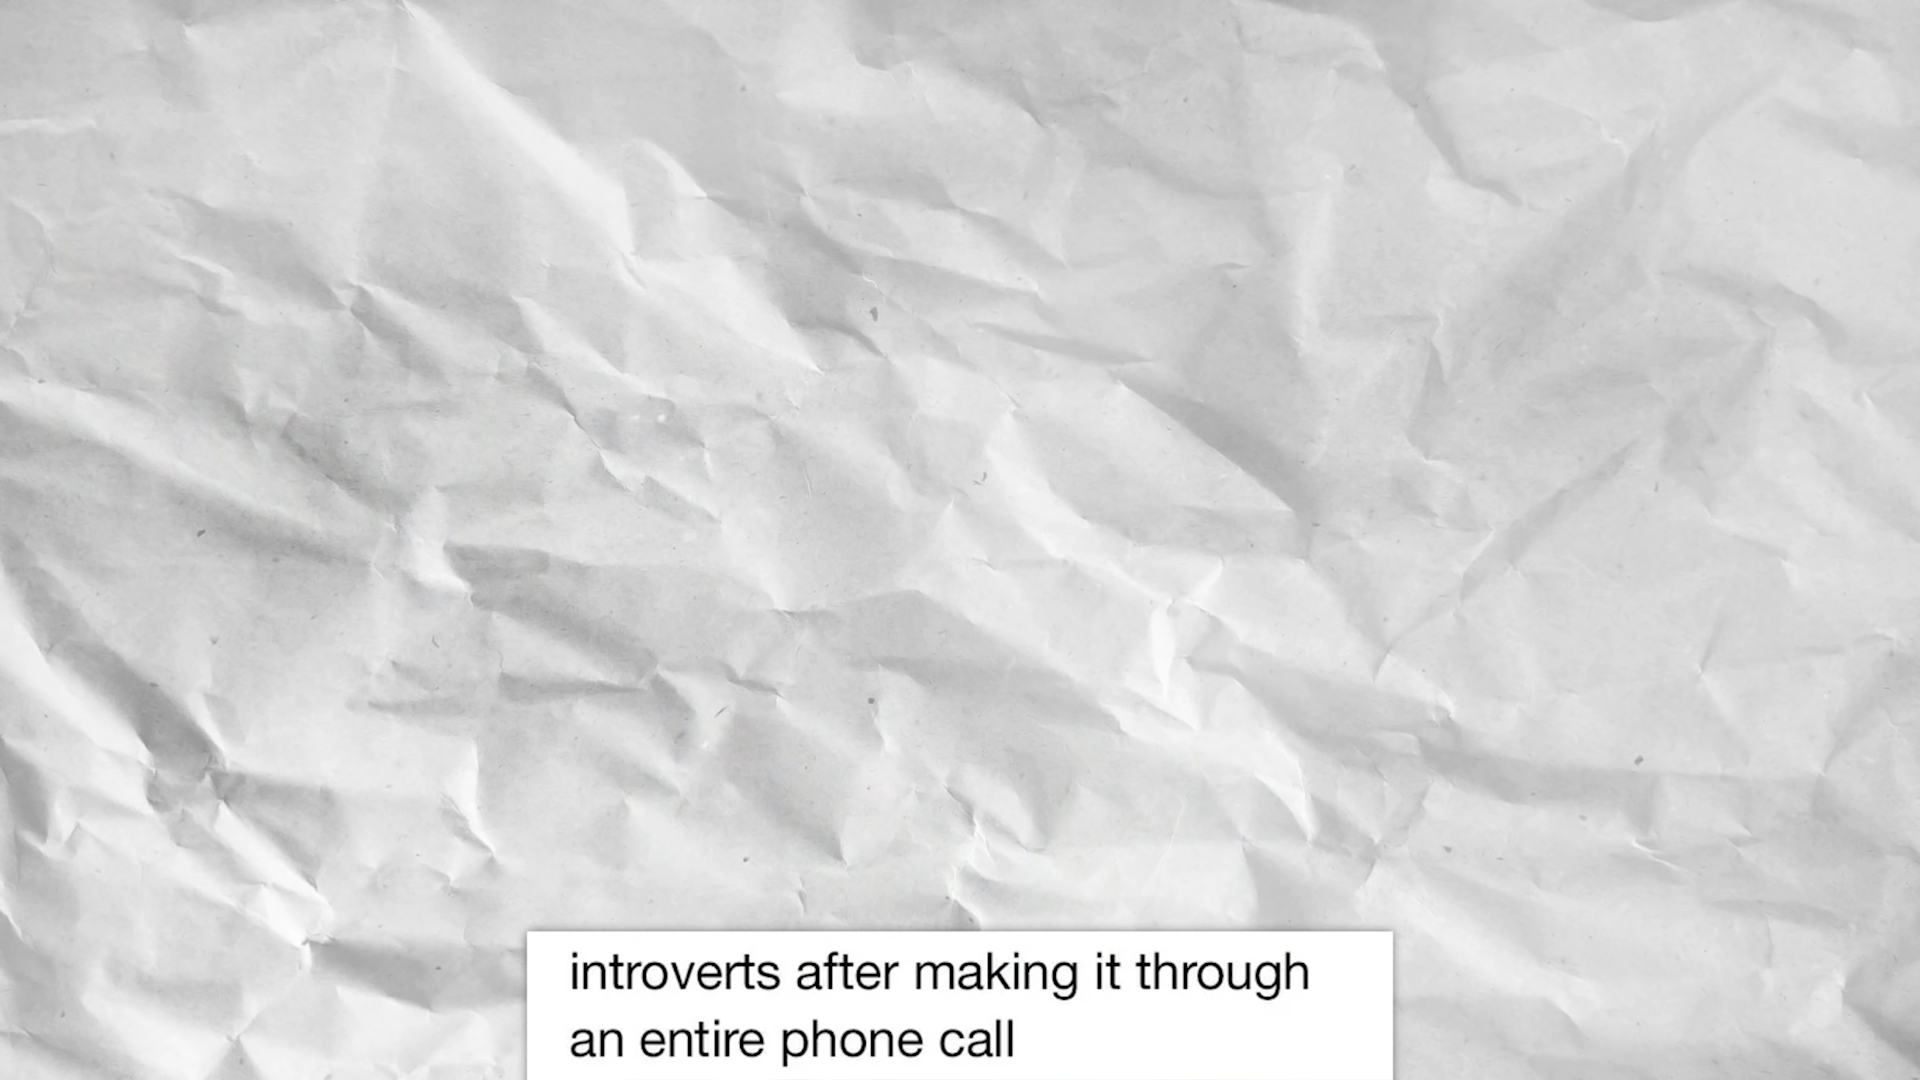 introverts after making it through
an entire phone call